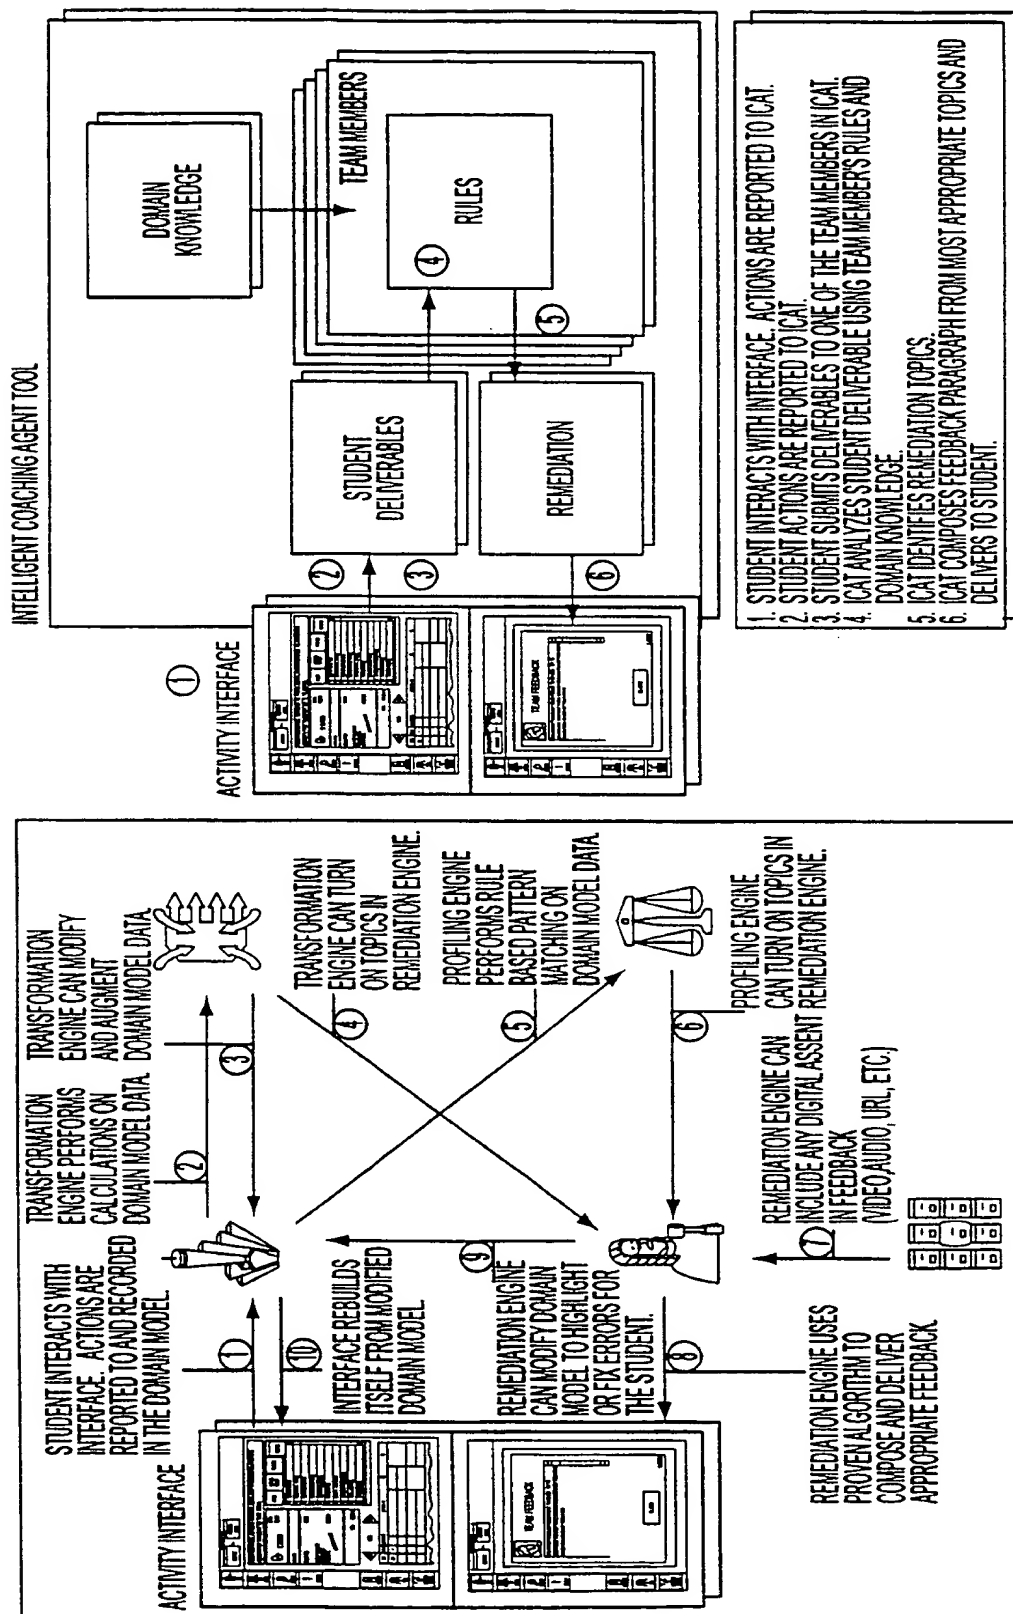 INTELLIGENT COACHING AGENT TOOL
DOMAIN
KNOWLEDGE
TEAM MEMBERS
RULES
4
5
STUDENT
DELIVERABLES
REMEDIATION
2
3
6
1
ACTIVITY INTERFACE
TEAM FEEDBACK
1. STUDENT INTERACTS WITH INTERFACE. ACTIONS ARE REPORTED TO ICAT.
2. STUDENT ACTIONS ARE REPORTED TO ICAT.
3. STUDENT SUBMITS DELIVERABLES TO ONE OF THE TEAM MEMBERS IN ICAT.
4. ICAT ANALYZES STUDENT DELIVERABLE USING TEAM MEMBER'S RULES AND
DOMAIN KNOWLEDGE.
5. ICAT IDENTIFIES REMEDIATION TOPICS.
6. ICAT COMPOSES FEEDBACK PARAGRAPH FROM MOST APPROPRIATE TOPICS AND
DELIVERS TO STUDENT.
STUDENT INTERACTS WITH
INTERFACE. ACTIONS ARE
REPORTED TO AND RECORDED
IN THE DOMAIN MODEL.
1
TRANSFORMATION
ENGINE PERFORMS
CALCULATIONS ON
DOMAIN MODEL DATA.
2
TRANSFORMATION
ENGINE CAN MODIFY
AND AUGMENT
DOMAIN MODEL DATA.
3
ACTIVITY INTERFACE
TEAM FEEDBACK
10
INTERFACE REBUILDS
ITSELF FROM MODIFIED
DOMAIN MODEL.
TRANSFORMATION
ENGINE CAN TURN
ON TOPICS IN
REMEDIATION ENGINE.
4
PROFILING ENGINE
PERFORMS RULE
BASED PATTERN
MATCHING ON
DOMAIN MODEL DATA.
5
9
REMEDIATION ENGINE
CAN MODIFY DOMAIN
MODEL TO HIGHLIGHT
OR FIX ERRORS FOR
THE STUDENT.
8
6
PROFILING ENGINE
CAN TURN ON TOPICS IN
REMEDIATION ENGINE.
REMEDIATION ENGINE CAN
INCLUDE ANY DIGITAL ASSENT
IN FEEDBACK
(VIDEO,AUDIO, URL, ETC.)
7
REMEDIATION ENGINE USES
PROVEN ALGORITHM TO
COMPOSE AND DELIVER
APPROPRIATE FEEDBACK.